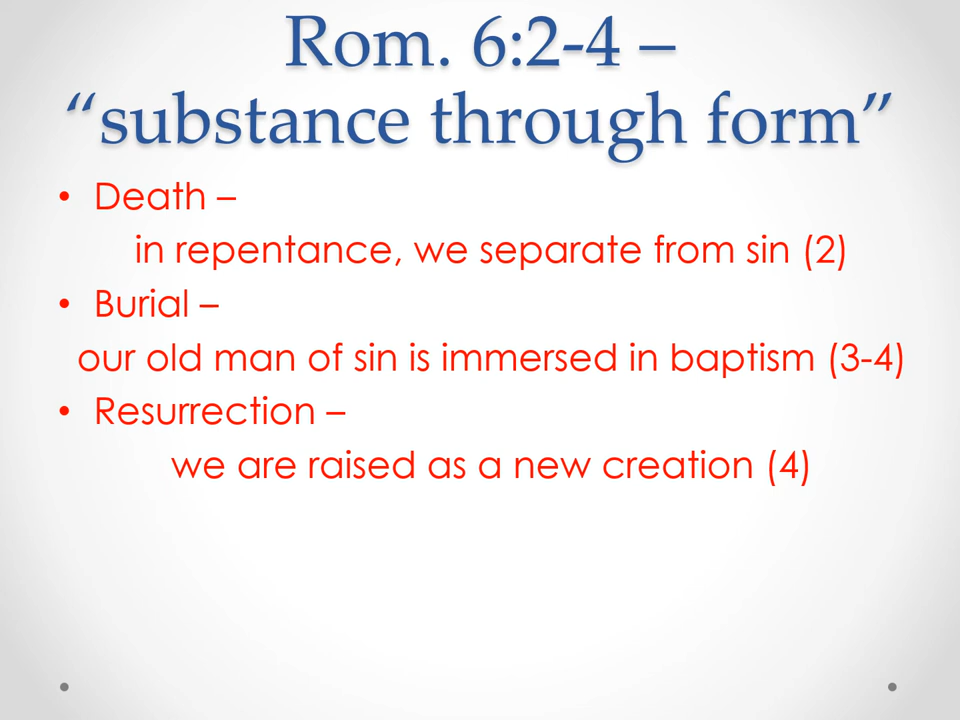 Rom. 6:2-4 –
“substance through form”
• Death –
in repentance, we separate from sin (2)
• Burial –
our old man of sin is immersed in baptism (3-4)
• Resurrection –
we are raised as a new creation (4)